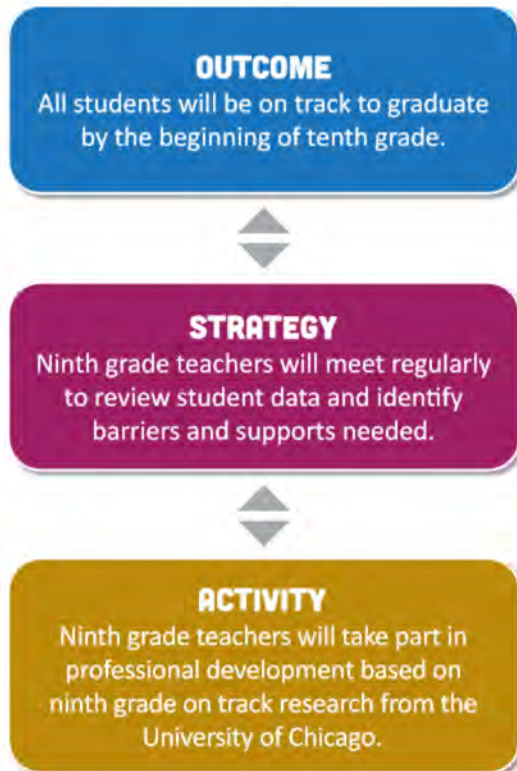 OUTCOME
All students will be on track to graduate
by the beginning of tenth grade.
STRATEGY
Ninth grade teachers will meet regularly
to review student data and identify
barriers and supports needed.
ACTIVITY
Ninth grade teachers will take part in
professional development based on
ninth grade on track research from the
University of Chicago.